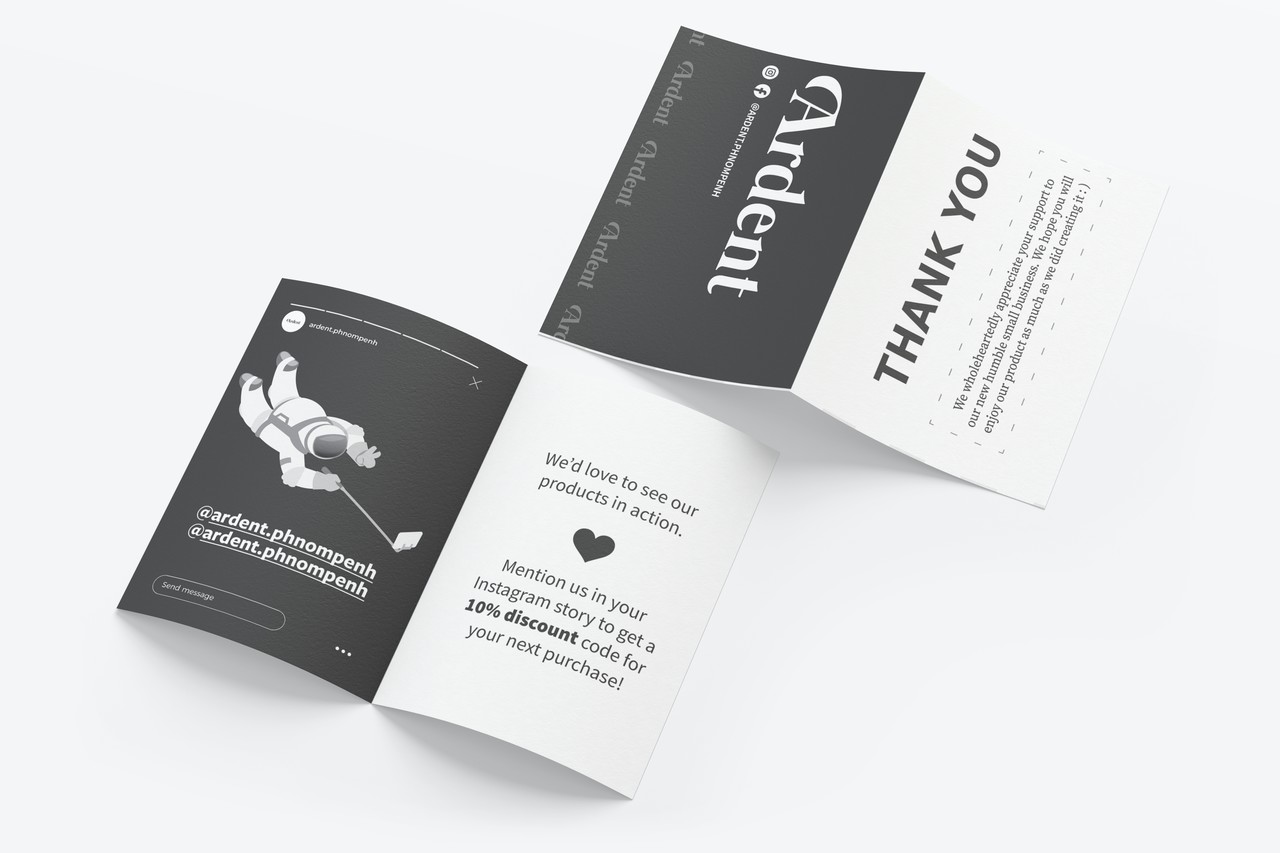 ardent.phnompenh
@ardent.phnompenh
@ardent.phnompenh
Send message
We'd love to see our
products in action.
Mention us in your
Instagram story to get a
10% discount code for
your next purchase!
Ardent
@ARDENT.PHNOMPENH
Ardent
Ardent
Ardent
THANK YOU
We wholeheartedly appreciate your support to
our new humble small business. We hope you will
enjoy our product as much as we did creating it : )